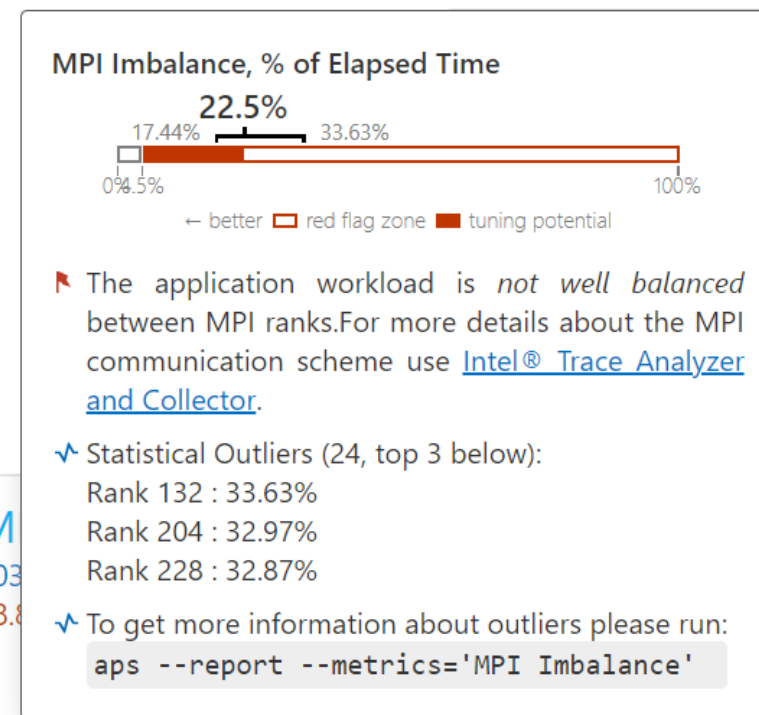 MPI Imbalance, % of Elapsed Time
22.5%
17.44% 33.63%
0% 4.5% 100%
← better red flag zone tuning potential
The application workload is not well balanced
between MPI ranks.For more details about the MPI
communication scheme use Intel® Trace Analyzer
and Collector.
Statistical Outliers (24, top 3 below):
Rank 132 : 33.63%
Rank 204 : 32.97%
Rank 228 : 32.87%
To get more information about outliers please run:
aps --report --metrics='MPI Imbalance'